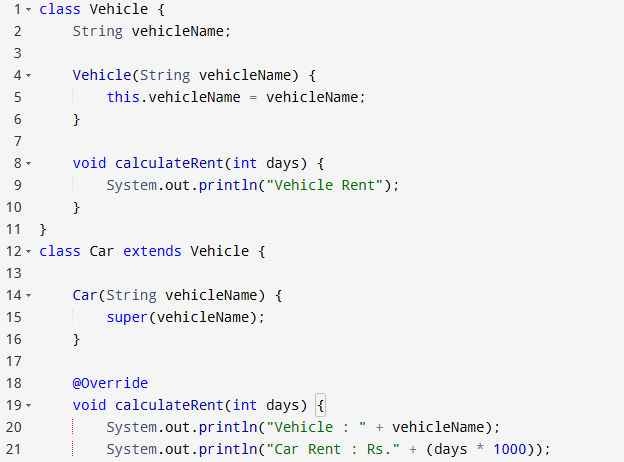 1 class Vehicle {
2     String vehicleName;
3
4     Vehicle(String vehicleName) {
5         this.vehicleName = vehicleName;
6     }
7
8     void calculateRent(int days) {
9         System.out.println("Vehicle Rent");
10     }
11 }
12 class Car extends Vehicle {
13
14     Car(String vehicleName) {
15         super(vehicleName);
16     }
17
18     @Override
19     void calculateRent(int days) {
20         System.out.println("Vehicle : " + vehicleName);
21         System.out.println("Car Rent : Rs." + (days * 1000));